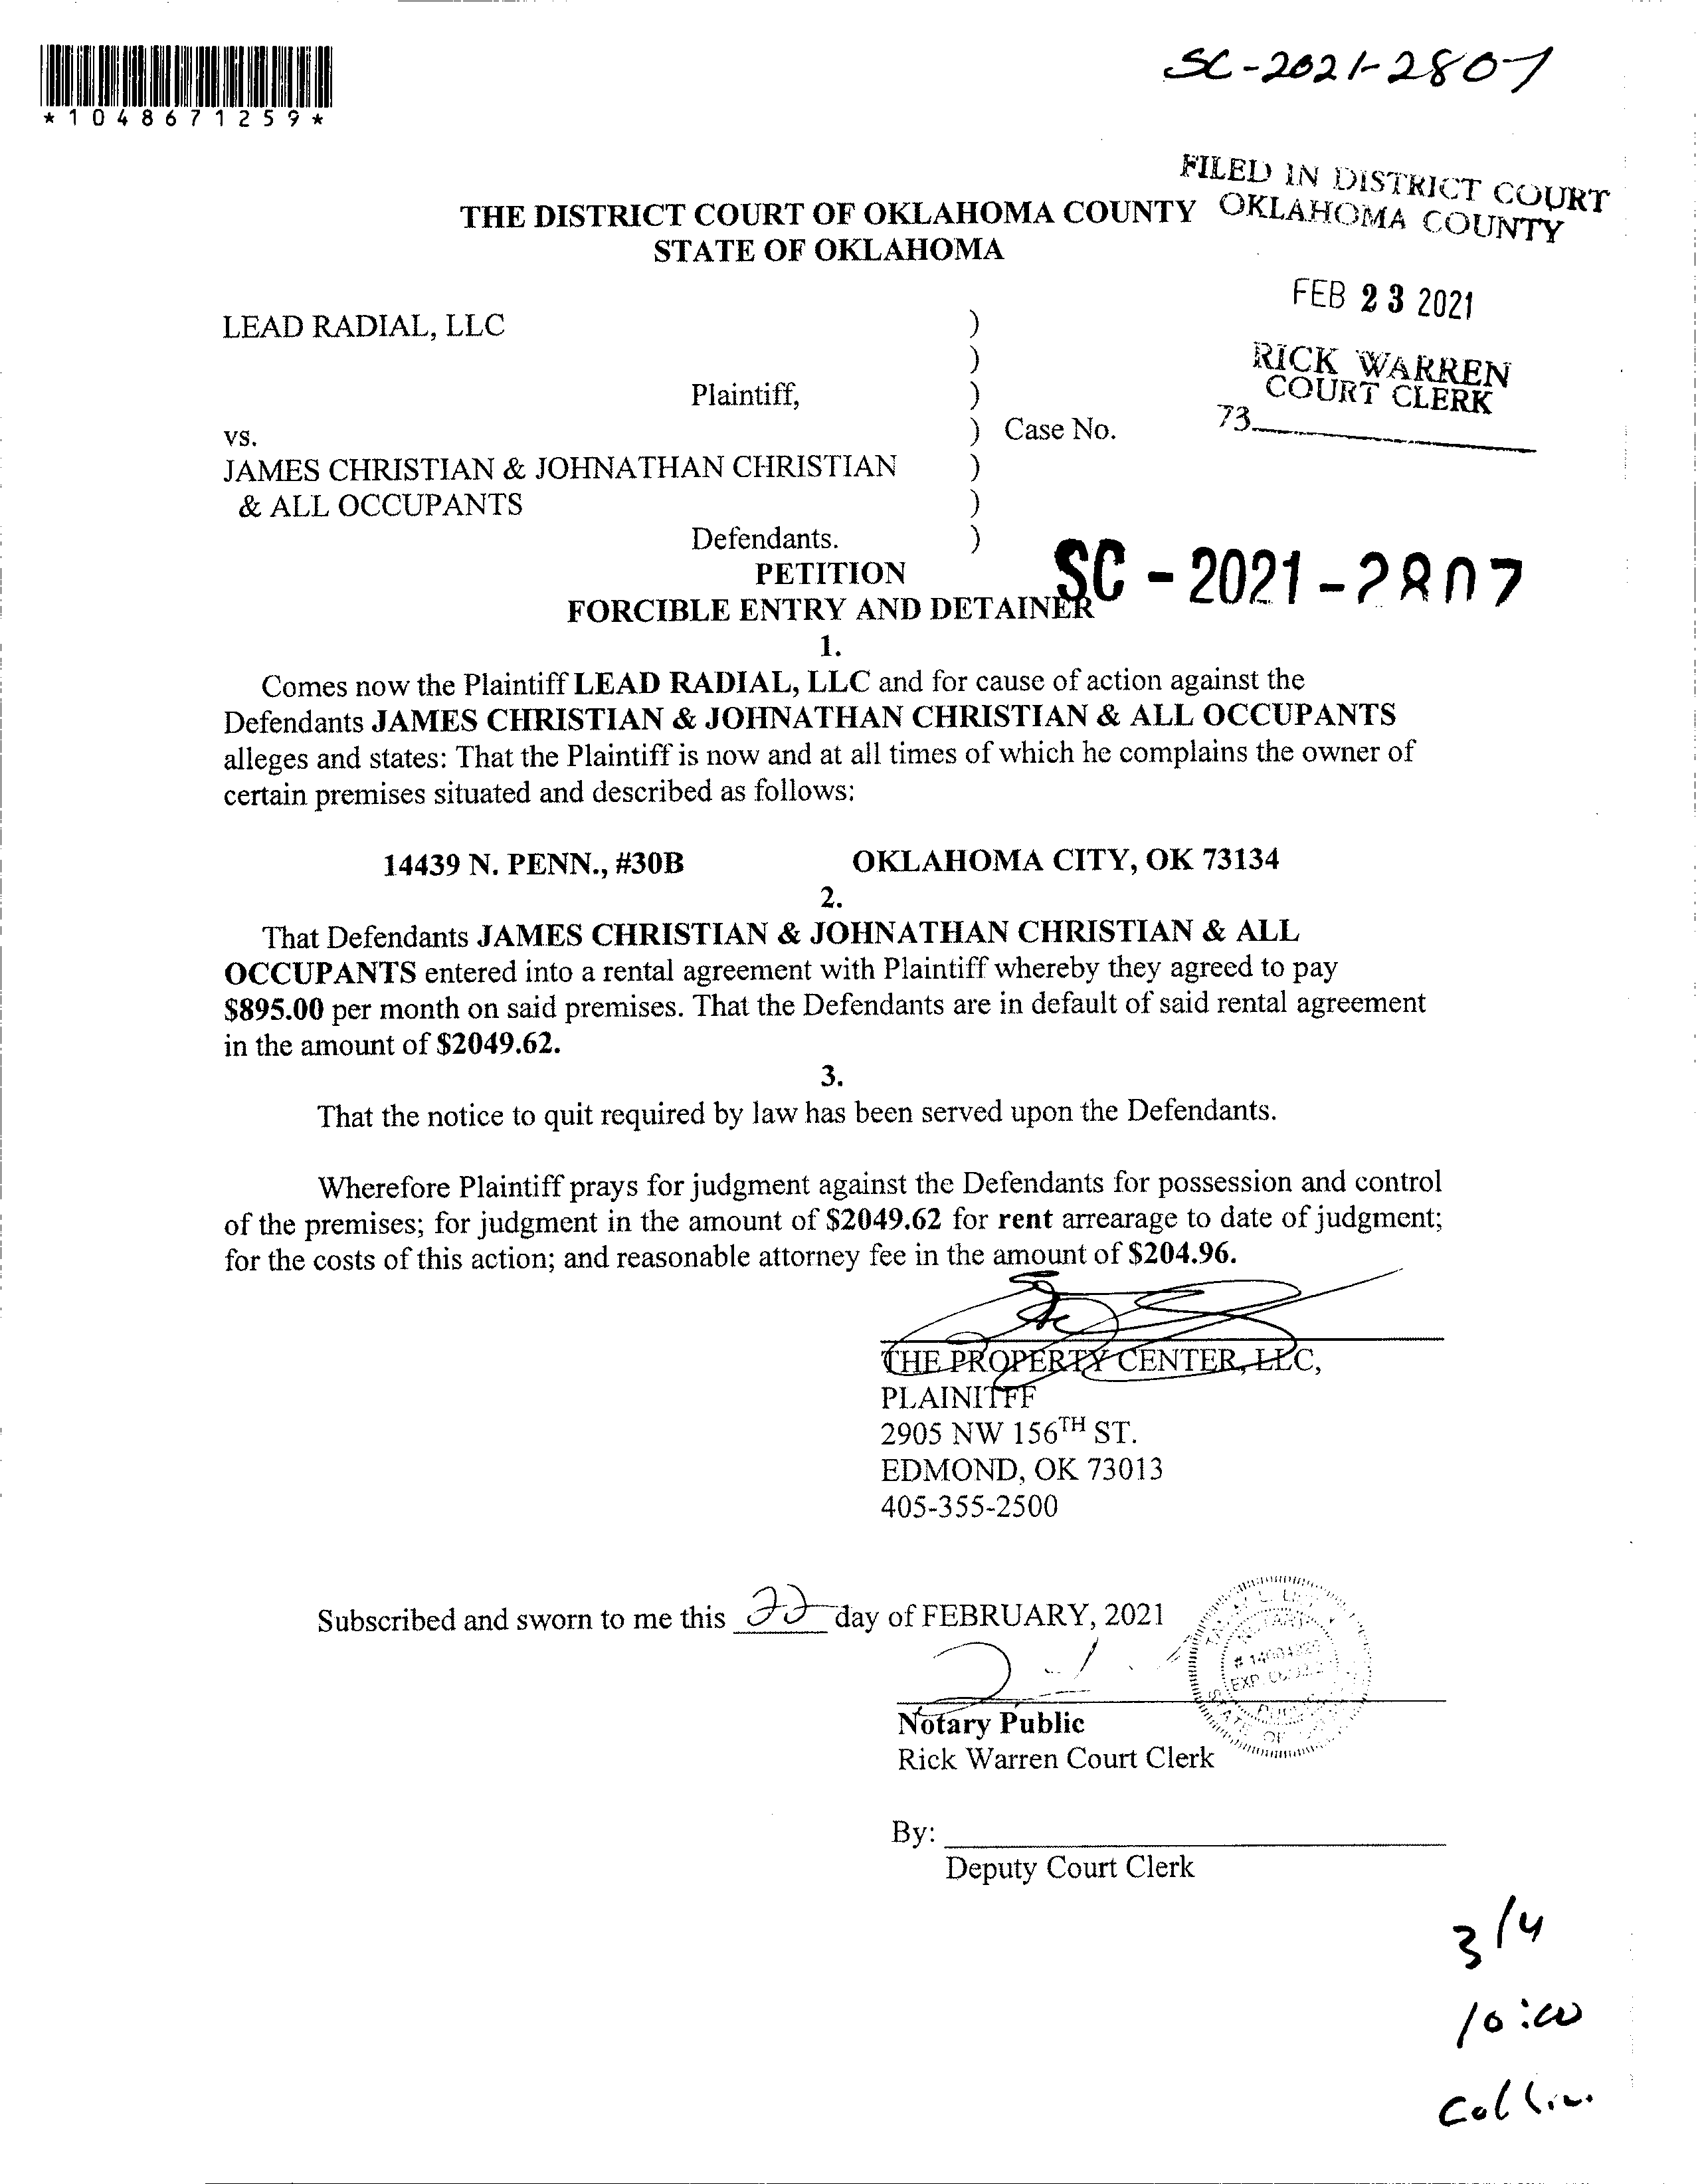 SC-2021-2807
*1048671259*
FILED IN DISTRICT COURT
OKLAHOMA COUNTY
THE DISTRICT COURT OF OKLAHOMA COUNTY
STATE OF OKLAHOMA
FEB 23 2021
LEAD RADIAL, LLC )
)
RICK WARREN
COURT CLERK
Plaintiff, )
73
vs. ) Case No.
JAMES CHRISTIAN & JOHNATHAN CHRISTIAN )
& ALL OCCUPANTS )
Defendants. )
SC - 2021 - 2807
PETITION
FORCIBLE ENTRY AND DETAINER
1.
Comes now the Plaintiff LEAD RADIAL, LLC and for cause of action against the
Defendants JAMES CHRISTIAN & JOHNATHAN CHRISTIAN & ALL OCCUPANTS
alleges and states: That the Plaintiff is now and at all times of which he complains the owner of
certain premises situated and described as follows:
14439 N. PENN., #30B OKLAHOMA CITY, OK 73134
2.
That Defendants JAMES CHRISTIAN & JOHNATHAN CHRISTIAN & ALL
OCCUPANTS entered into a rental agreement with Plaintiff whereby they agreed to pay
$895.00 per month on said premises. That the Defendants are in default of said rental agreement
in the amount of $2049.62.
3.
That the notice to quit required by law has been served upon the Defendants.
Wherefore Plaintiff prays for judgment against the Defendants for possession and control
of the premises; for judgment in the amount of $2049.62 for rent arrearage to date of judgment;
for the costs of this action; and reasonable attorney fee in the amount of $204.96.
THE PROPERTY CENTER, LLC,
PLAINITFF
2905 NW 156TH ST.
EDMOND, OK 73013
405-355-2500
Subscribed and sworn to me this 22 day of FEBRUARY, 2021
NOTARY
EXP.
PUBLIC
STATE OF
Notary Public
Rick Warren Court Clerk
By:
Deputy Court Clerk
3/4
10:00